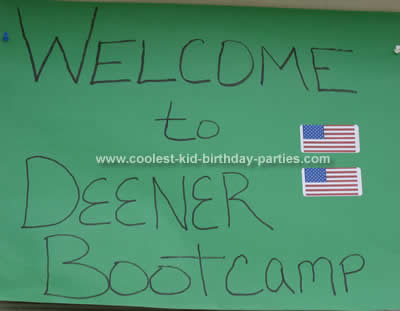 WELCOME
to
www.coolest-kid-birthday-parties.com
DEENER
Bootcamp